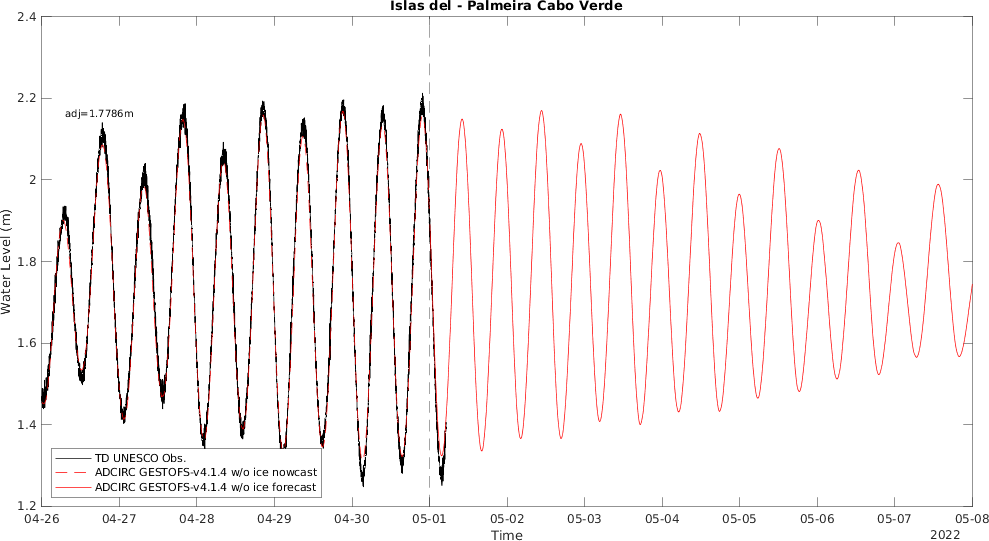 Islas del - Palmeira Cabo Verde
2.4
2.2
2
1.8
1.6
1.4
1.2
Water Level (m)
adj=1.7786m
TD UNESCO Obs.
ADCIRC GESTOFS-v4.1.4 w/o ice nowcast
ADCIRC GESTOFS-v4.1.4 w/o ice forecast
04-26 04-27 04-28 04-29 04-30 05-01 05-02 05-03 05-04 05-05 05-06 05-07 05-08
Time
2022